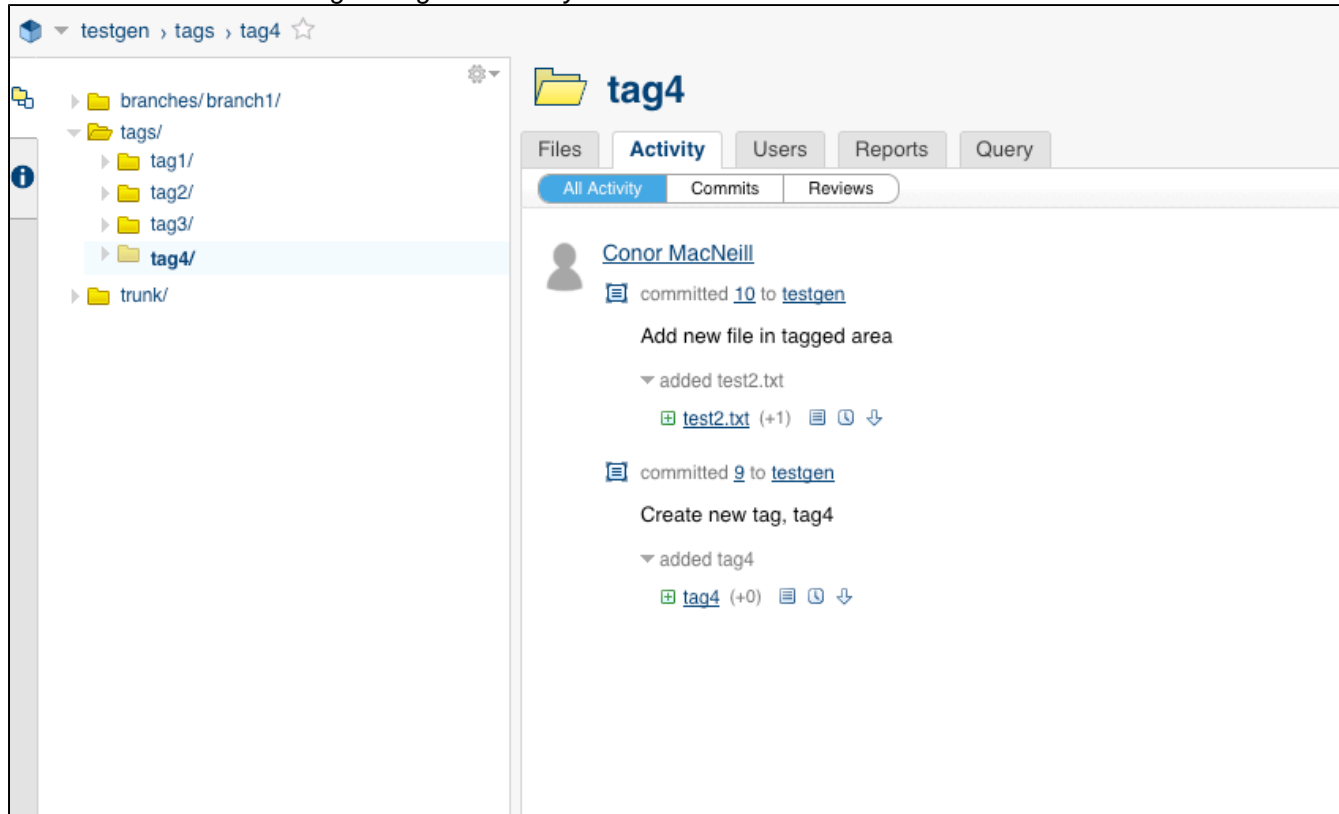 testgen › tags › tag4
branches/branch1/
tags/
tag1/
tag2/
tag3/
tag4/
trunk/
tag4
Files Activity Users Reports Query
All Activity Commits Reviews
Conor MacNeill
committed 10 to testgen
Add new file in tagged area
added test2.txt
test2.txt (+1)
committed 9 to testgen
Create new tag, tag4
added tag4
tag4 (+0)